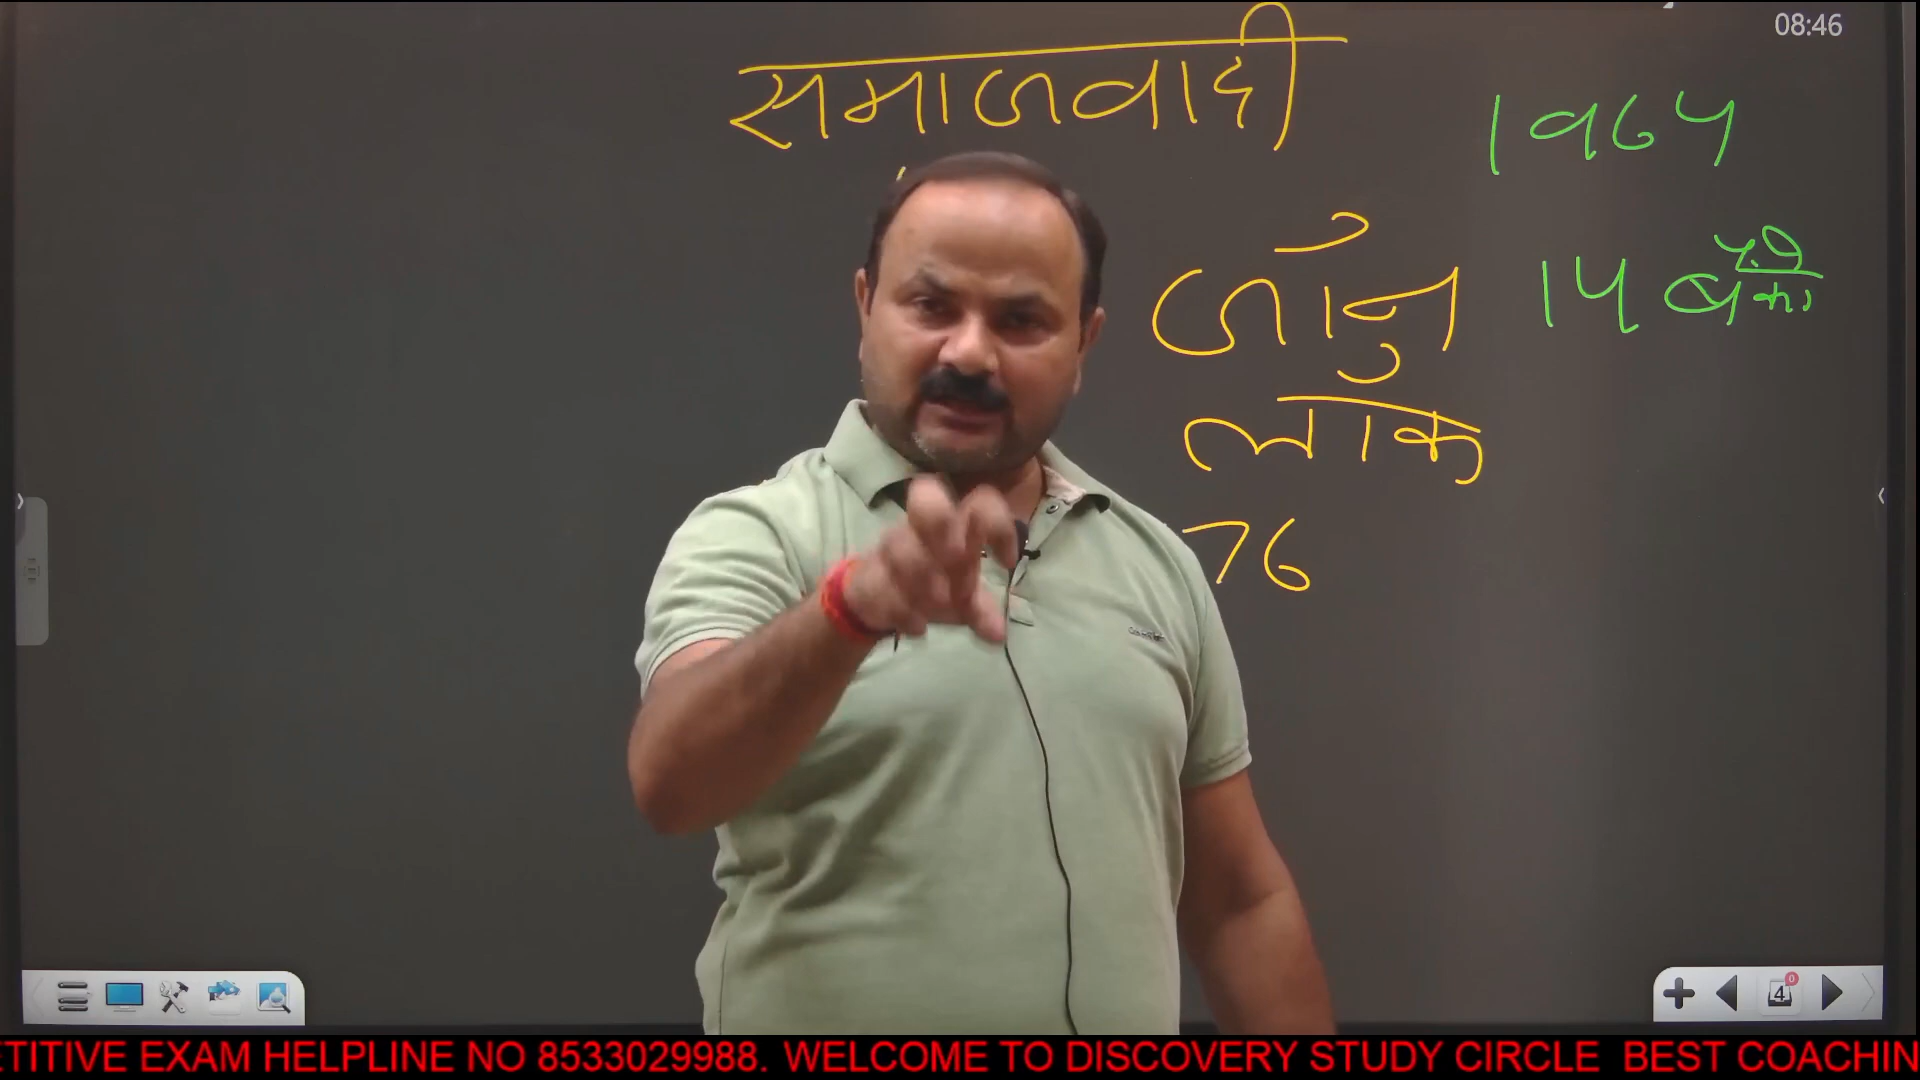 08:46
समाजवादी
1964
14 बैंको
जॉन
लाक
76
4
ETITIVE EXAM HELPLINE NO 8533029988. WELCOME TO DISCOVERY STUDY CIRCLE BEST COACHIN